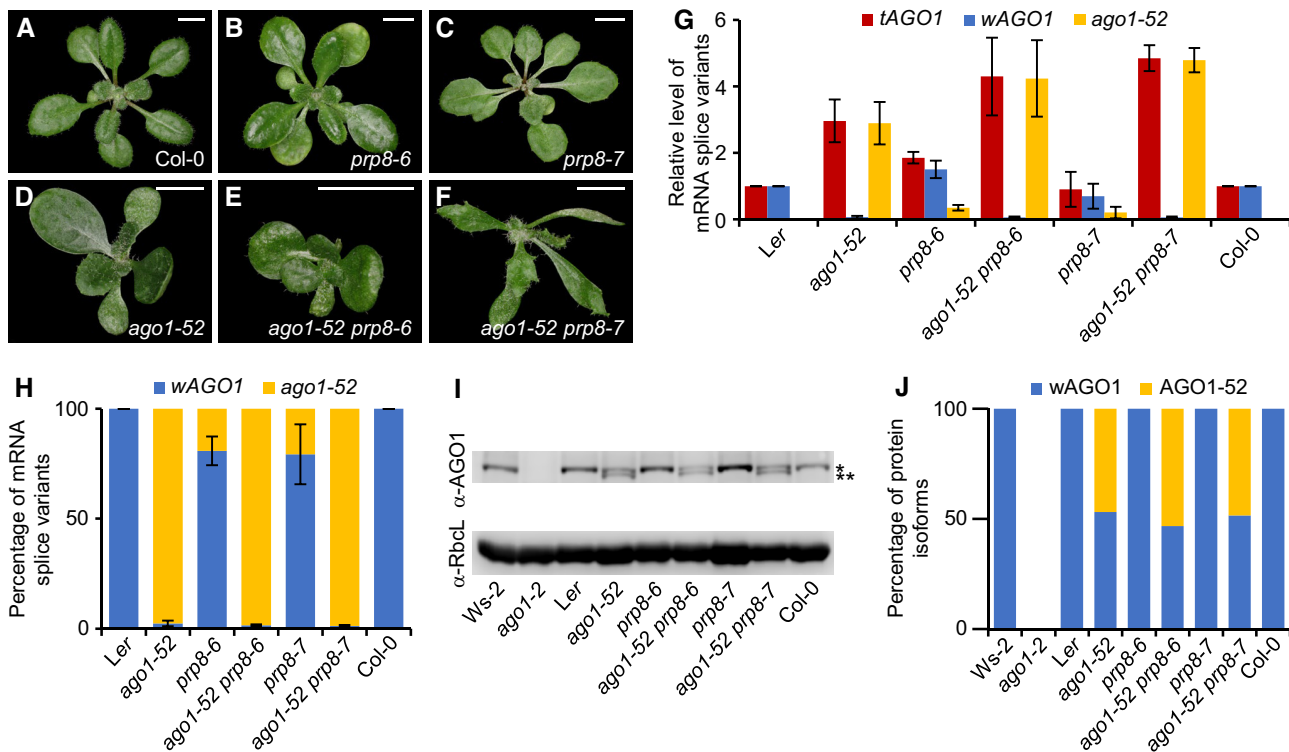 A
Col-0
B
prp8-6
C
prp8-7
D
ago1-52
E
ago1-52 prp8-6
F
ago1-52 prp8-7
G
tAGO1 wAGO1 ago1-52
Relative level of
mRNA splice variants
6
4
2
0
Ler
ago1-52
prp8-6
ago1-52 prp8-6
prp8-7
ago1-52 prp8-7
Col-0
H
wAGO1 ago1-52
Percentage of mRNA
splice variants
100
50
0
Ler
ago1-52
prp8-6
ago1-52 prp8-6
prp8-7
ago1-52 prp8-7
Col-0
I
α-AGO1
*
**
α-RbcL
Ws-2
ago1-2
Ler
ago1-52
prp8-6
ago1-52 prp8-6
prp8-7
ago1-52 prp8-7
Col-0
J
wAGO1 AGO1-52
Percentage of protein
isoforms
100
50
0
Ws-2
ago1-2
Ler
ago1-52
prp8-6
ago1-52 prp8-6
prp8-7
ago1-52 prp8-7
Col-0